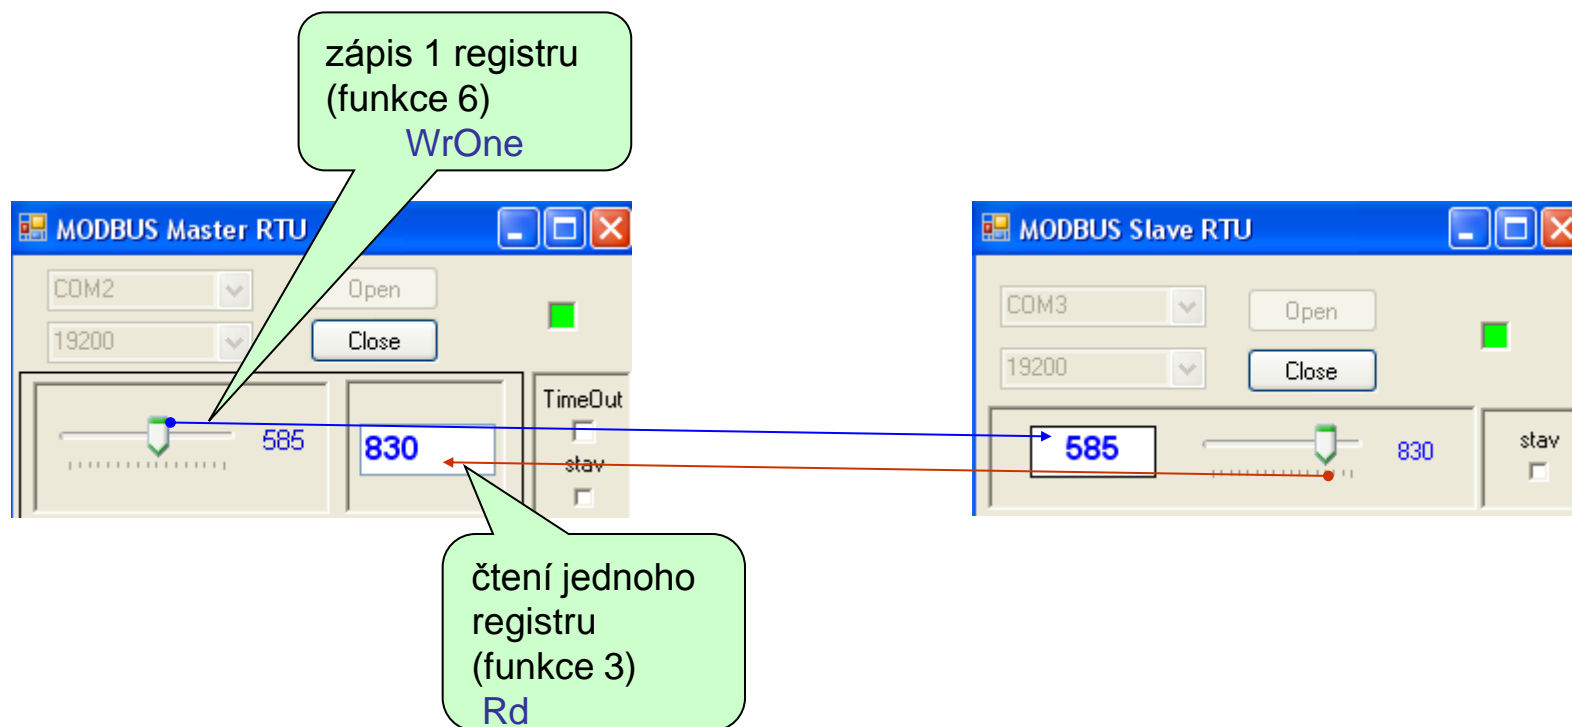 zápis 1 registru
(funkce 6)
WrOne
MODBUS Master RTU
COM2
Open
19200
Close
TimeOut
585
830
stav
MODBUS Slave RTU
COM3
Open
19200
Close
585
830
stav
čtení jednoho
registru
(funkce 3)
Rd